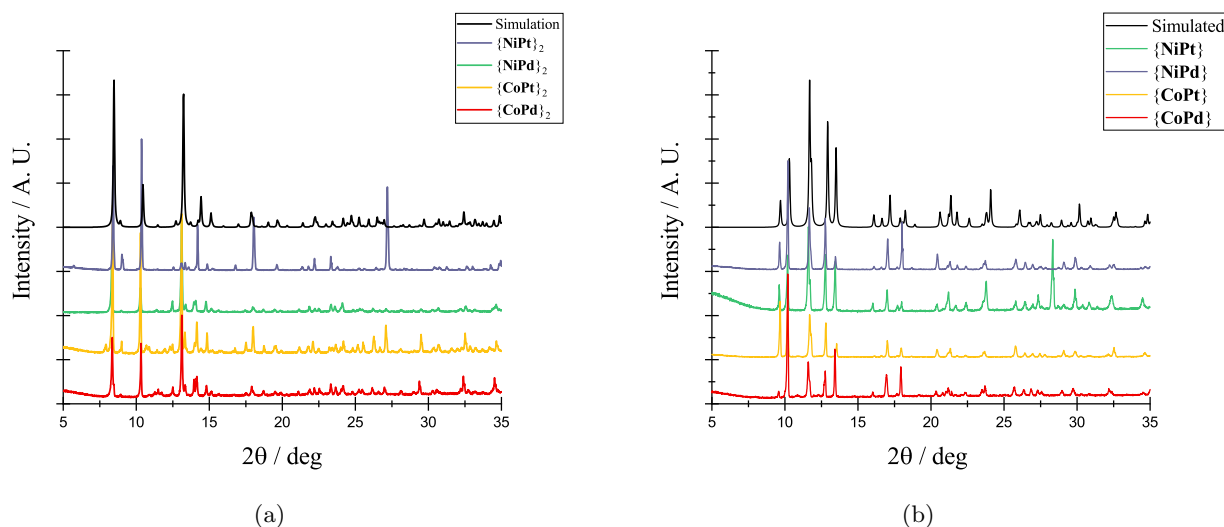 Simulation
{NiPt}₂
{NiPd}₂
{CoPt}₂
{CoPd}₂
Intensity / A. U.
5 10 15 20 25 30 35
2θ / deg
(a)
Simulated
{NiPt}
{NiPd}
{CoPt}
{CoPd}
Intensity / A. U.
5 10 15 20 25 30 35
2θ / deg
(b)